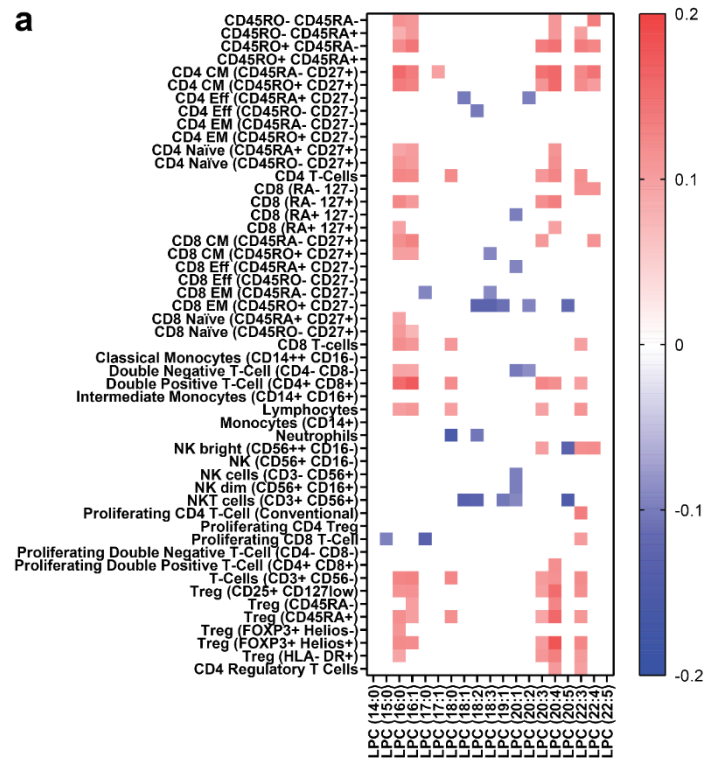 a
CD45RO- CD45RA-
CD45RO- CD45RA+
CD45RO+ CD45RA-
CD45RO+ CD45RA+
CD4 CM (CD45RA- CD27+)
CD4 CM (CD45RO+ CD27+)
CD4 Eff (CD45RA+ CD27-)
CD4 Eff (CD45RO- CD27-)
CD4 EM (CD45RA- CD27-)
CD4 EM (CD45RO+ CD27-)
CD4 Naïve (CD45RA+ CD27+)
CD4 Naïve (CD45RO- CD27+)
CD4 T-Cells
CD8 (RA- 127-)
CD8 (RA- 127+)
CD8 (RA+ 127-)
CD8 (RA+ 127+)
CD8 CM (CD45RA- CD27+)
CD8 CM (CD45RO+ CD27+)
CD8 Eff (CD45RA+ CD27-)
CD8 Eff (CD45RO- CD27-)
CD8 EM (CD45RA- CD27-)
CD8 EM (CD45RO+ CD27-)
CD8 Naïve (CD45RA+ CD27+)
CD8 Naïve (CD45RO- CD27+)
CD8 T-cells
Classical Monocytes (CD14++ CD16-)
Double Negative T-Cell (CD4- CD8-)
Double Positive T-Cell (CD4+ CD8+)
Intermediate Monocytes (CD14+ CD16+)
Lymphocytes
Monocytes (CD14+)
Neutrophils
NK bright (CD56++ CD16-)
NK (CD56+ CD16-)
NK cells (CD3- CD56+)
NK dim (CD56+ CD16+)
NKT cells (CD3+ CD56+)
Proliferating CD4 T-Cell (Conventional)
Proliferating CD4 Treg
Proliferating CD8 T-Cell
Proliferating Double Negative T-Cell (CD4- CD8-)
Proliferating Double Positive T-Cell (CD4+ CD8+)
T-Cells (CD3+ CD56-)
Treg (CD25+ CD127low)
Treg (CD45RA-)
Treg (CD45RA+)
Treg (FOXP3+ Helios-)
Treg (FOXP3+ Helios+)
Treg (HLA- DR+)
CD4 Regulatory T Cells
LPC (14:0)
LPC (15:0)
LPC (16:0)
LPC (16:1)
LPC (17:0)
LPC (17:1)
LPC (18:0)
LPC (18:1)
LPC (18:2)
LPC (18:3)
LPC (19:1)
LPC (20:1)
LPC (20:2)
LPC (20:3)
LPC (20:4)
LPC (20:5)
LPC (22:3)
LPC (22:4)
LPC (22:5)
0.2
0.1
0
-0.1
-0.2